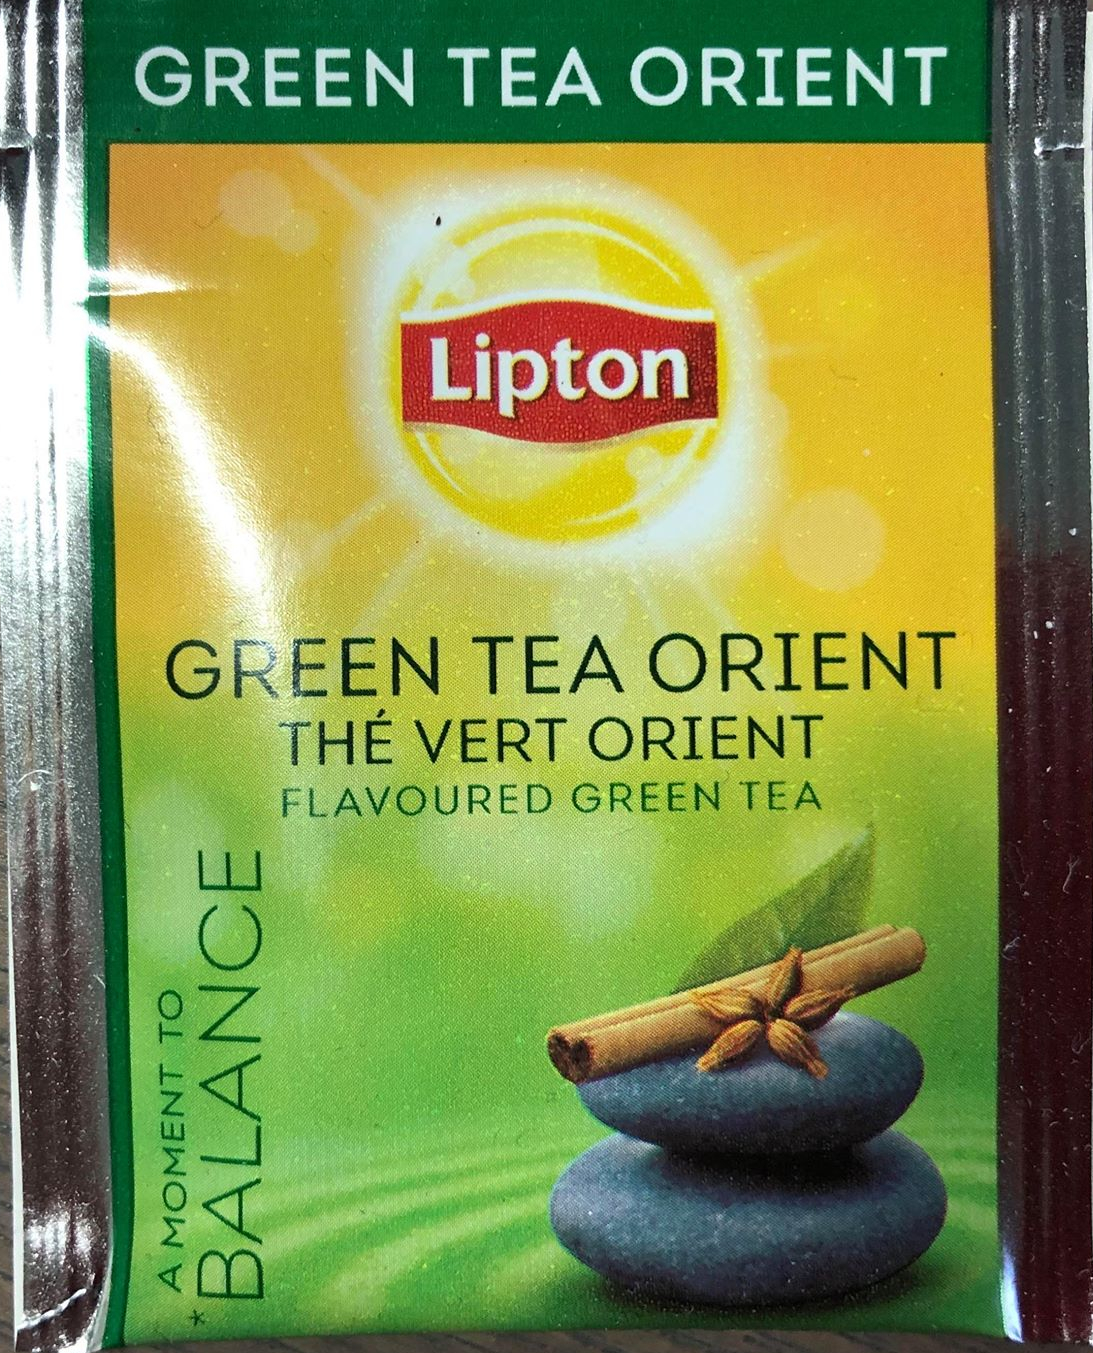 GREEN TEA ORIENT
Lipton
GREEN TEA ORIENT
THÉ VERT ORIENT
FLAVOURED GREEN TEA
A MOMENT TO
*BALANCE